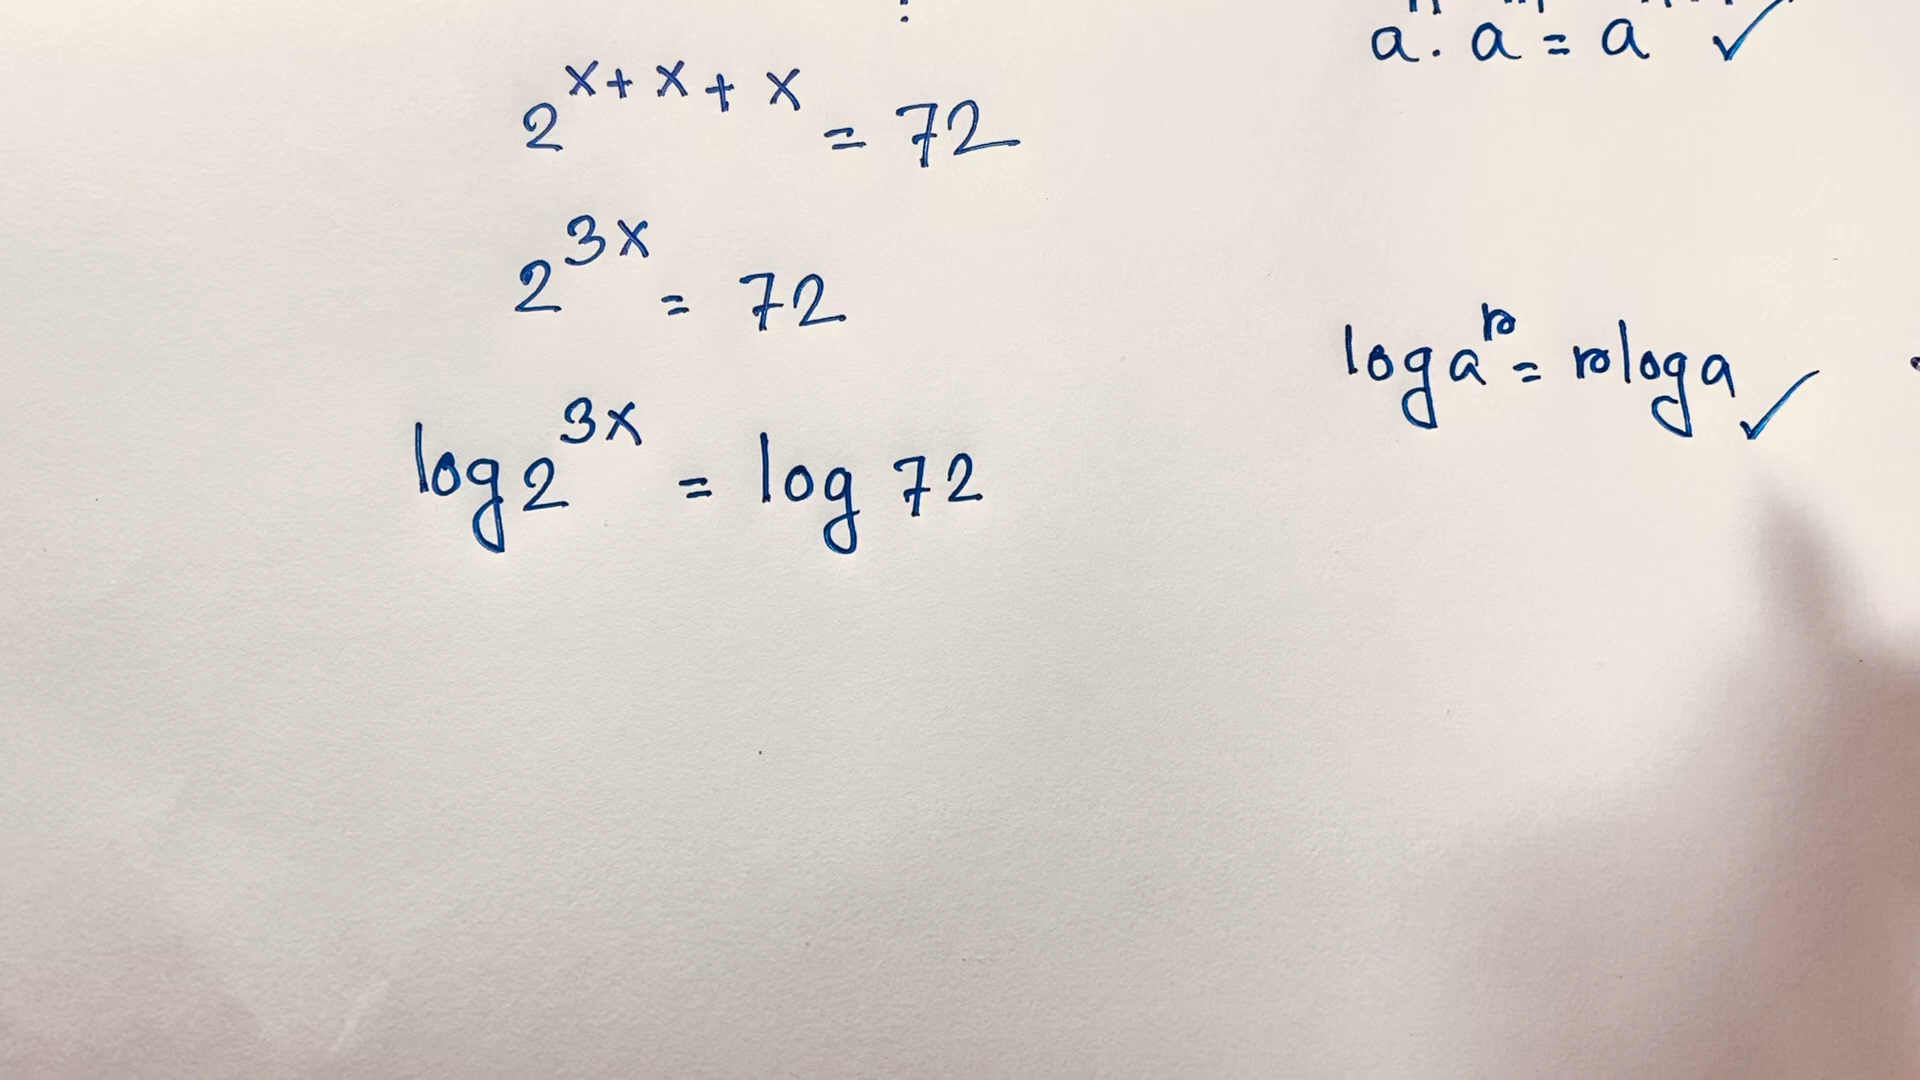 2^{x+x+x} = 72
a . a = a ✓
2^{3x} = 72
log a^n = n log a ✓
log 2^{3x} = log 72